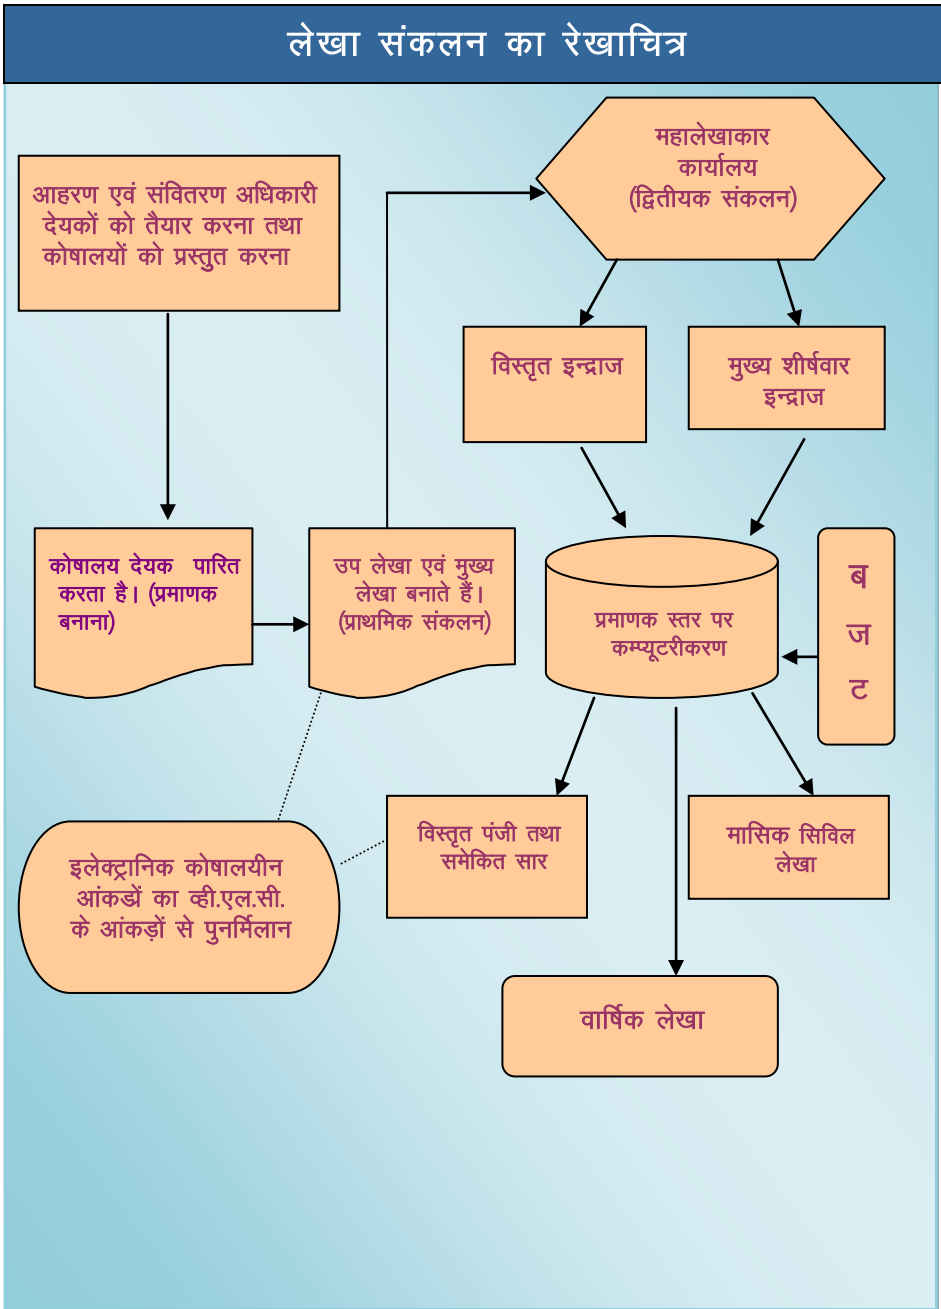 लेखा संकलन का रेखाचित्र
महालेखाकार
कार्यालय
(द्वितीयक संकलन)
आहरण एवं संवितरण अधिकारी
देयकों को तैयार करना तथा
कोषालयों को प्रस्तुत करना
विस्तृत इन्द्राज
मुख्य शीर्षवार
इन्द्राज
कोषालय देयक पारित
करता है। (प्रमाणक
बनाना)
उप लेखा एवं मुख्य
लेखा बनाते हैं।
(प्राथमिक संकलन)
प्रमाणक स्तर पर
कम्प्यूटरीकरण
ब
ज
ट
विस्तृत पंजी तथा
समेकित सार
मासिक सिविल
लेखा
इलेक्ट्रानिक कोषालयीन
आंकडों का व्ही.एल.सी.
के आंकड़ों से पुनर्मिलान
वार्षिक लेखा